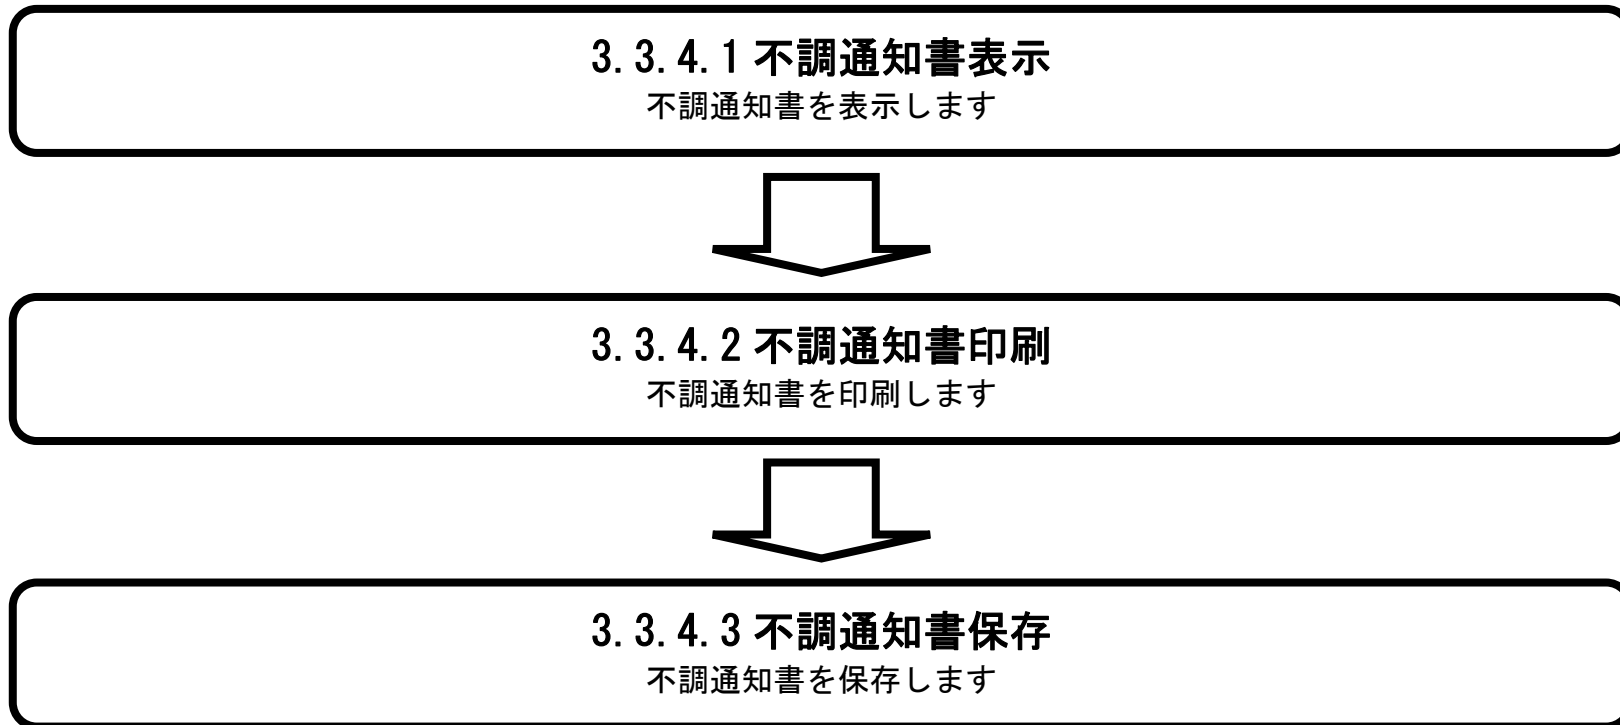 3.3.4.1 不調通知書表示
不調通知書を表示します
3.3.4.2 不調通知書印刷
不調通知書を印刷します
3.3.4.3 不調通知書保存
不調通知書を保存します